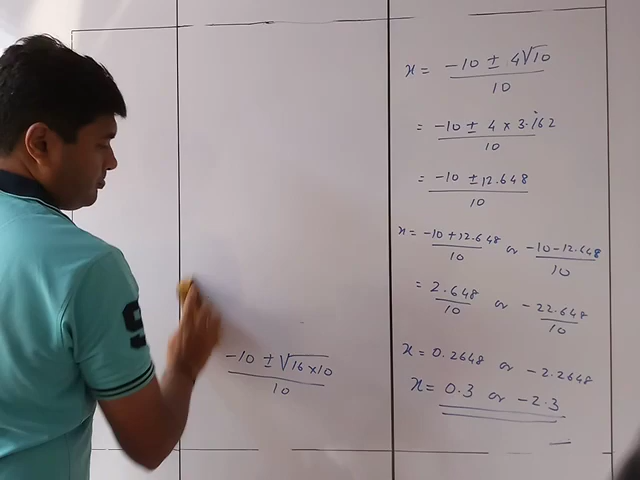 -10 ± √16 × 10
10
x = -10 ± 4√10
10
= -10 ± 4 × 3.162
10
= -10 ± 12.648
10
x = -10 + 12.648 or -10 - 12.648
10 10
= 2.648 or -22.648
10 10
x = 0.2648 or -2.2648
x = 0.3 or -2.3